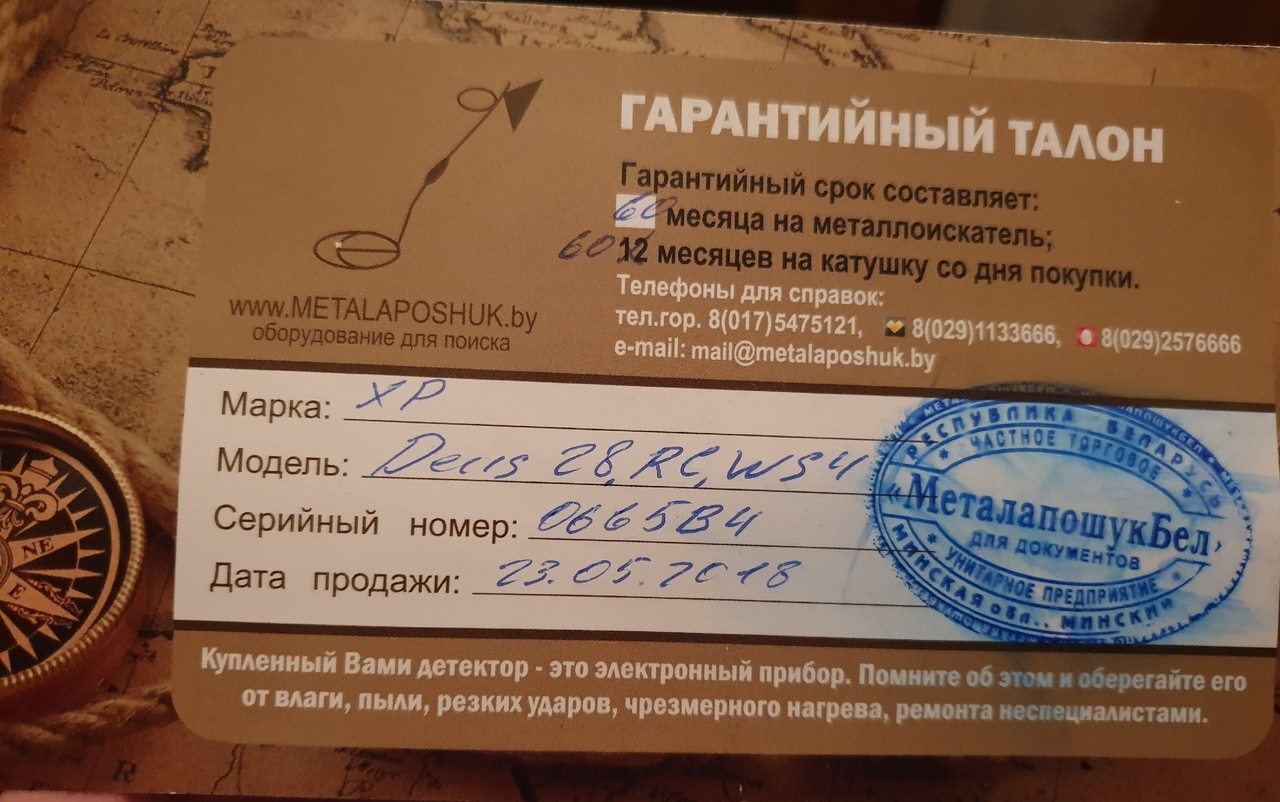 ГАРАНТИЙНЫЙ ТАЛОН
Гарантийный срок составляет:
60 месяца на металлоискатель;
60 12 месяцев на катушку со дня покупки.
Телефоны для справок:
тел.гор. 8(017)5475121, 8(029)1133666, 8(029)2576666
e-mail: mail@metalaposhuk.by
www.METALAPOSHUK.by
оборудование для поиска
Марка: XP
Модель: Deus 28, RC, WS4
Серийный номер: 0665B4
Дата продажи: 23.05.2018
РЕСПУБЛИКА БЕЛАРУСЬ
* ЧАСТНОЕ ТОРГОВОЕ *
«МеталапошукБел»
ДЛЯ ДОКУМЕНТОВ
* УНИТАРНОЕ ПРЕДПРИЯТИЕ *
МИНСКАЯ обл., МИНСКИЙ
Купленный Вами детектор - это электронный прибор. Помните об этом и оберегайте его
от влаги, пыли, резких ударов, чрезмерного нагрева, ремонта неспециалистами.
NE
E
R